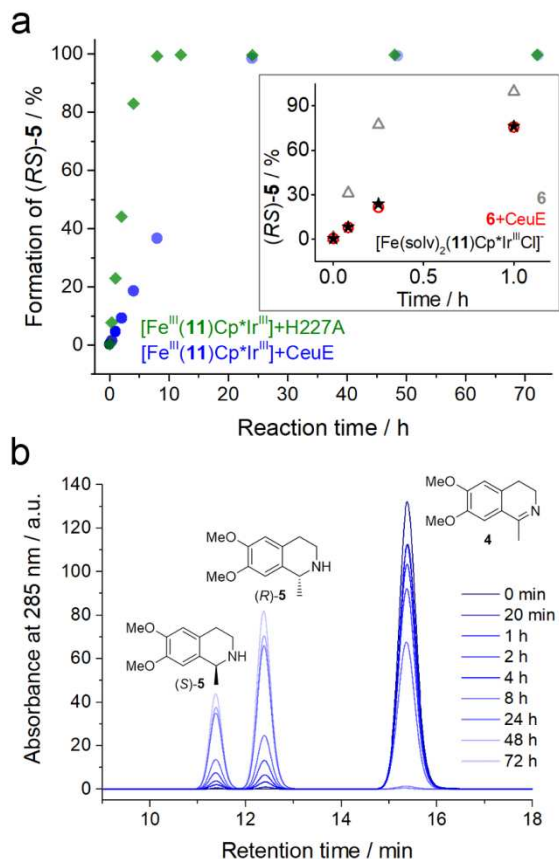 a
Formation of (RS)-5 / %
100
80
60
40
20
0
0 10 20 30 40 50 60 70
Reaction time / h
[Feᴵᴵᴵ(11)Cp*Irᴵᴵᴵ]+H227A
[Feᴵᴵᴵ(11)Cp*Irᴵᴵᴵ]+CeuE
(RS)-5 / %
90
60
30
0
0.0 0.5 1.0
Time / h
6
6+CeuE
[Fe(solv)₂(11)Cp*IrᴵᴵᴵCl]⁻
b
Absorbance at 285 nm / a.u.
140
120
100
80
60
40
20
0
10 12 14 16 18
Retention time / min
MeO
MeO
NH
(S)-5
MeO
MeO
NH
(R)-5
MeO
MeO
N
4
0 min
20 min
1 h
2 h
4 h
8 h
24 h
48 h
72 h